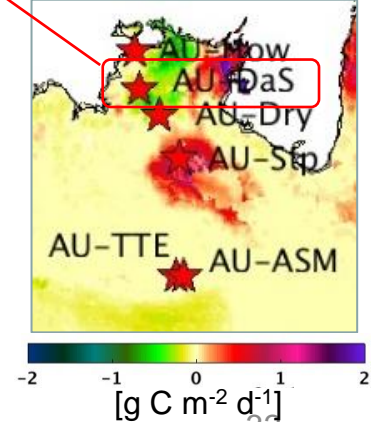 AU-How
AU-DaS
AU-Dry
AU-Stp
AU-TTE
AU-ASM
-2 -1 0 1 2
[g C m-2 d-1]